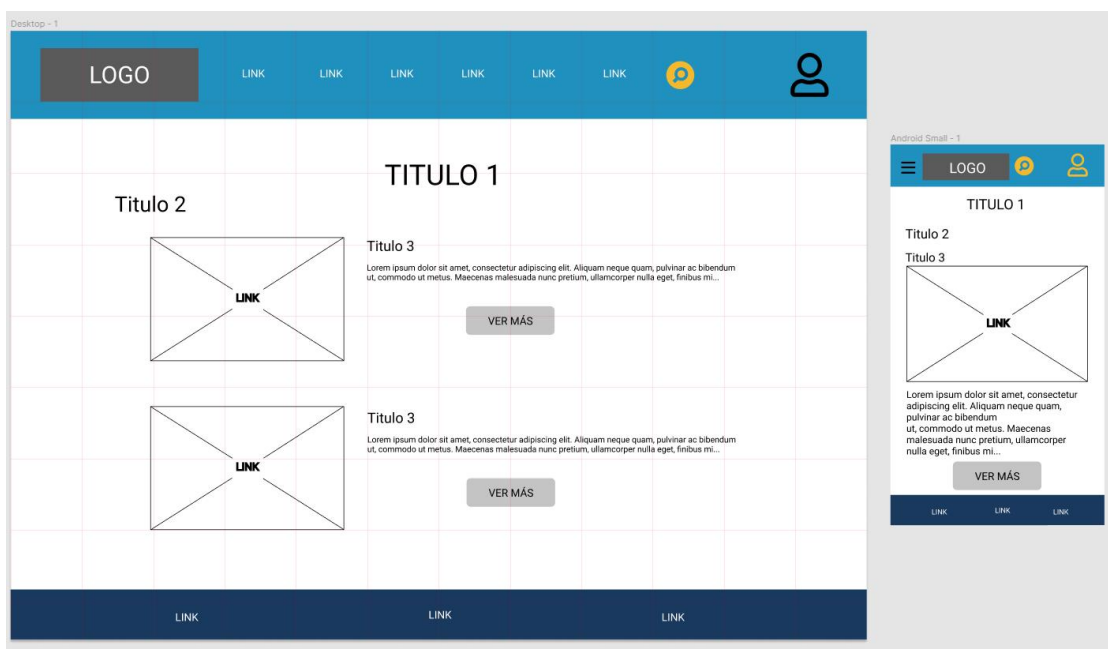 Desktop - 1
LOGO
LINK
LINK
LINK
LINK
LINK
LINK
TITULO 1
Titulo 2
LINK
Titulo 3
Lorem ipsum dolor sit amet, consectetur adipiscing elit. Aliquam neque quam, pulvinar ac bibendum
ut, commodo ut metus. Maecenas malesuada nunc pretium, ullamcorper nulla eget, finibus mi...
VER MÁS
LINK
Titulo 3
Lorem ipsum dolor sit amet, consectetur adipiscing elit. Aliquam neque quam, pulvinar ac bibendum
ut, commodo ut metus. Maecenas malesuada nunc pretium, ullamcorper nulla eget, finibus mi...
VER MÁS
LINK
LINK
LINK
Android Small - 1
LOGO
TITULO 1
Titulo 2
Titulo 3
LINK
Lorem ipsum dolor sit amet, consectetur
adipiscing elit. Aliquam neque quam,
pulvinar ac bibendum
ut, commodo ut metus. Maecenas
malesuada nunc pretium, ullamcorper
nulla eget, finibus mi...
VER MÁS
LINK
LINK
LINK